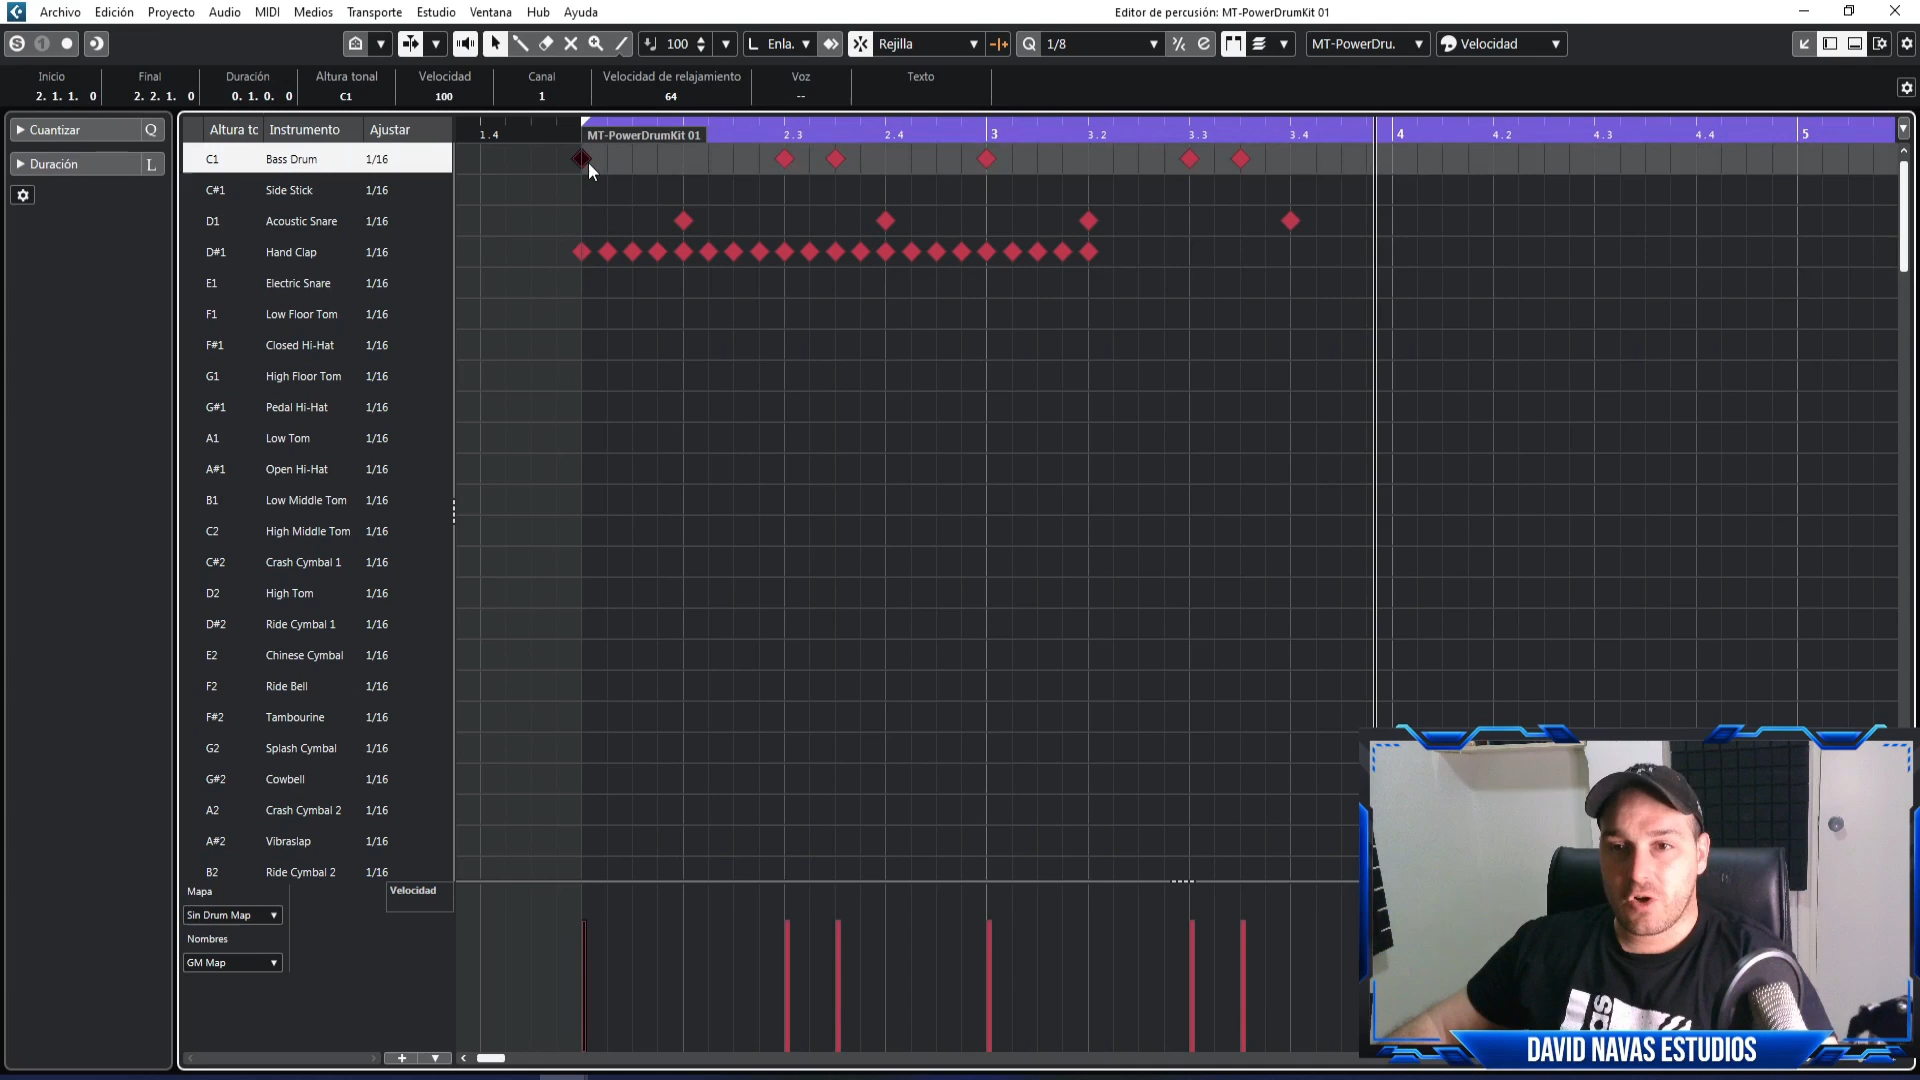 Archivo Edición Proyecto Audio MIDI Medios Transporte Estudio Ventana Hub Ayuda
Editor de percusión: MT-PowerDrumKit 01
S 1 100 L Enla. Rejilla Q 1/8 MT-PowerDru. Velocidad
Inicio Final Duración Altura tonal Velocidad Canal Velocidad de relajamiento Voz Texto
2. 1. 1. 0 2. 2. 1. 0 0. 1. 0. 0 C1 100 1 64 --
Cuantizar Q
Duración L
Altura to Instrumento Ajustar
1.4 MT-PowerDrumKit 01 2.3 2.4 3 3.2 3.3 3.4 4 4.2 4.3 4.4 5
C1 Bass Drum 1/16
C#1 Side Stick 1/16
D1 Acoustic Snare 1/16
D#1 Hand Clap 1/16
E1 Electric Snare 1/16
F1 Low Floor Tom 1/16
F#1 Closed Hi-Hat 1/16
G1 High Floor Tom 1/16
G#1 Pedal Hi-Hat 1/16
A1 Low Tom 1/16
A#1 Open Hi-Hat 1/16
B1 Low Middle Tom 1/16
C2 High Middle Tom 1/16
C#2 Crash Cymbal 1 1/16
D2 High Tom 1/16
D#2 Ride Cymbal 1 1/16
E2 Chinese Cymbal 1/16
F2 Ride Bell 1/16
F#2 Tambourine 1/16
G2 Splash Cymbal 1/16
G#2 Cowbell 1/16
A2 Crash Cymbal 2 1/16
A#2 Vibraslap 1/16
B2 Ride Cymbal 2 1/16
Mapa
Velocidad
Sin Drum Map
Nombres
GM Map
adidas
DAVID NAVAS ESTUDIOS